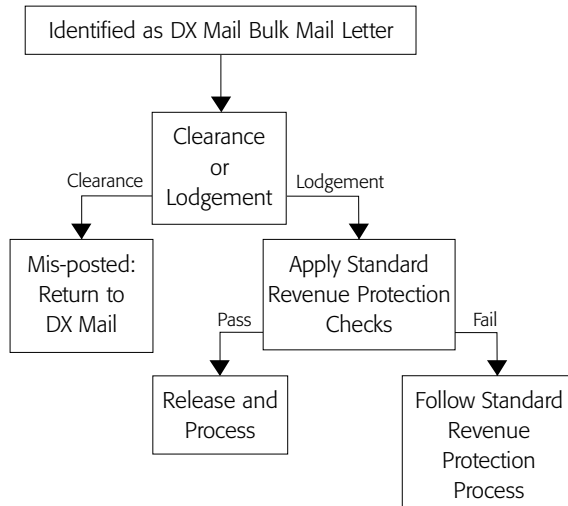 Identified as DX Mail Bulk Mail Letter
Clearance
or
Lodgement
Clearance
Lodgement
Mis-posted:
Return to
DX Mail
Apply Standard
Revenue Protection
Checks
Pass
Fail
Release and
Process
Follow Standard
Revenue
Protection
Process